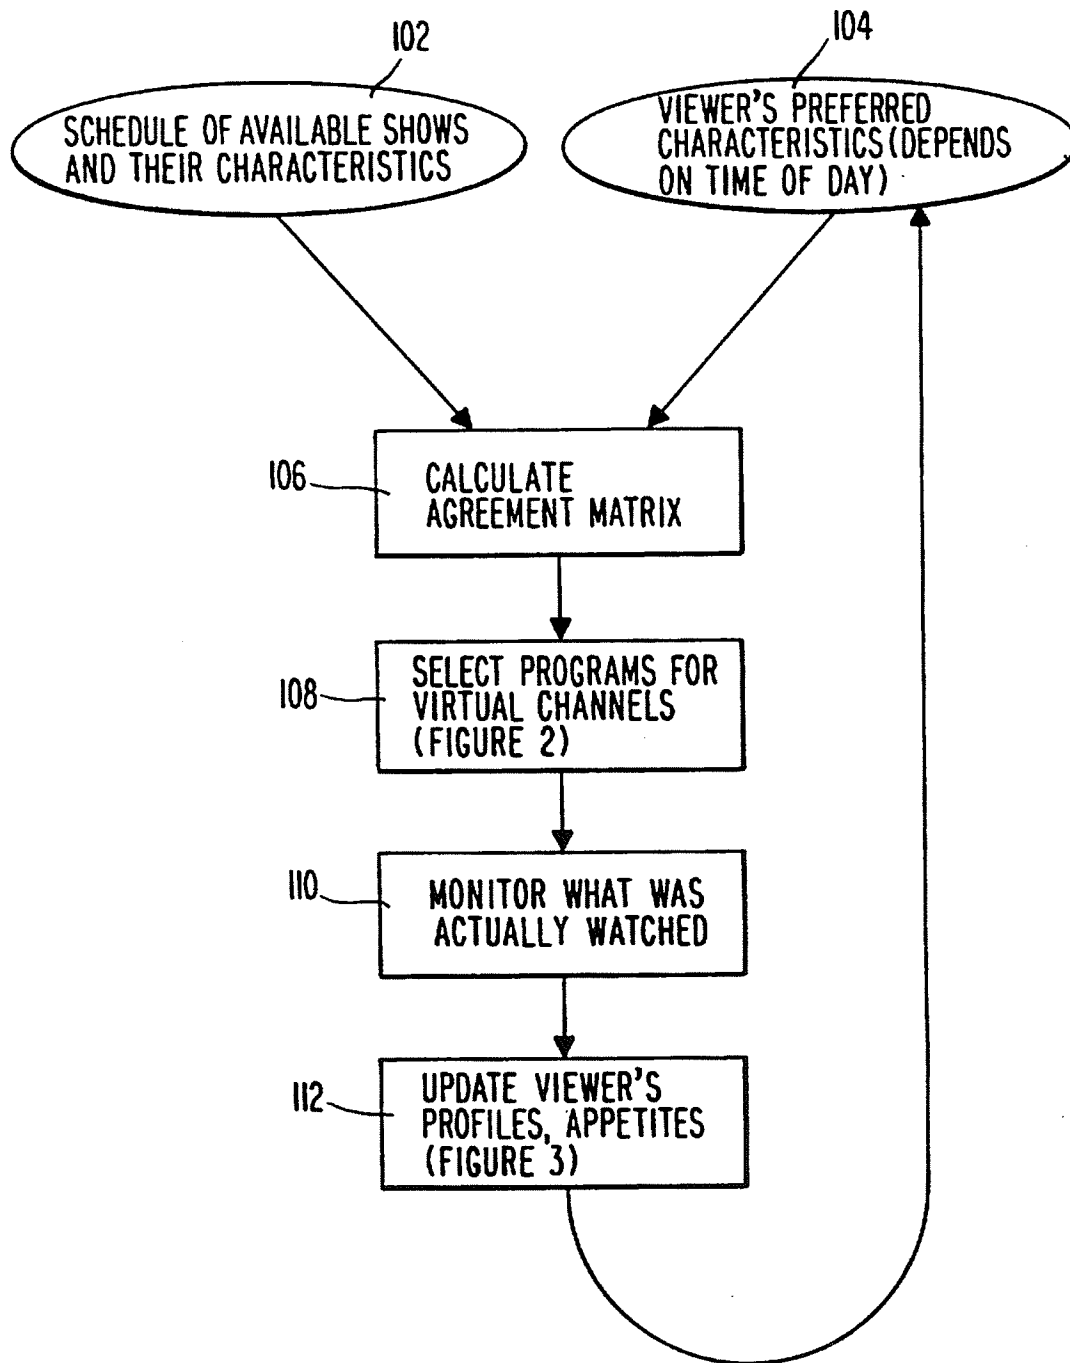 102
104
SCHEDULE OF AVAILABLE SHOWS
AND THEIR CHARACTERISTICS
VIEWER'S PREFERRED
CHARACTERISTICS (DEPENDS
ON TIME OF DAY)
106
CALCULATE
AGREEMENT MATRIX
108
SELECT PROGRAMS FOR
VIRTUAL CHANNELS
(FIGURE 2)
110
MONITOR WHAT WAS
ACTUALLY WATCHED
112
UPDATE VIEWER'S
PROFILES, APPETITES
(FIGURE 3)